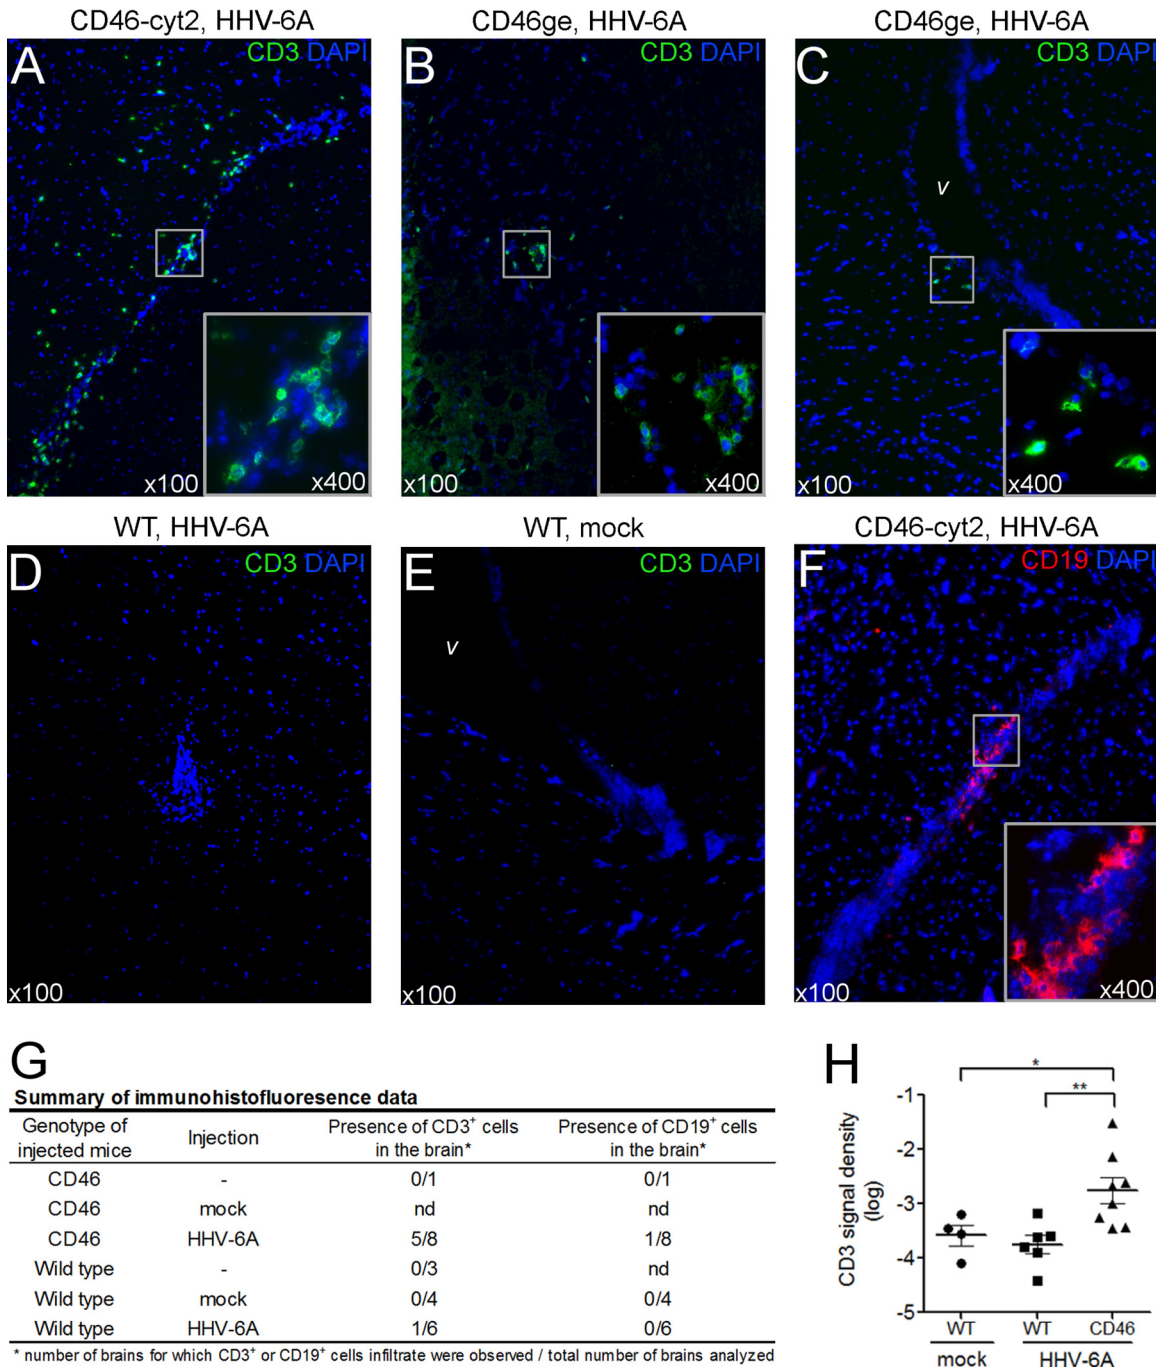 CD46-cyt2, HHV-6A
CD46ge, HHV-6A
CD46ge, HHV-6A
A
CD3 DAPI
x100
x400
B
CD3 DAPI
x100
x400
C
CD3 DAPI
v
x100
x400
WT, HHV-6A
WT, mock
CD46-cyt2, HHV-6A
D
CD3 DAPI
x100
E
CD3 DAPI
v
x100
F
CD19 DAPI
x100
x400
G
Summary of immunohistofluoresence data
Genotype of injected mice	Injection	Presence of CD3+ cells in the brain*	Presence of CD19+ cells in the brain*
CD46	-	0/1	0/1
CD46	mock	nd	nd
CD46	HHV-6A	5/8	1/8
Wild type	-	0/3	nd
Wild type	mock	0/4	0/4
Wild type	HHV-6A	1/6	0/6
* number of brains for which CD3+ or CD19+ cells infiltrate were observed / total number of brains analyzed
H
*
**
CD3 signal density
(log)
-1
-2
-3
-4
-5
WT
WT
CD46
mock
HHV-6A